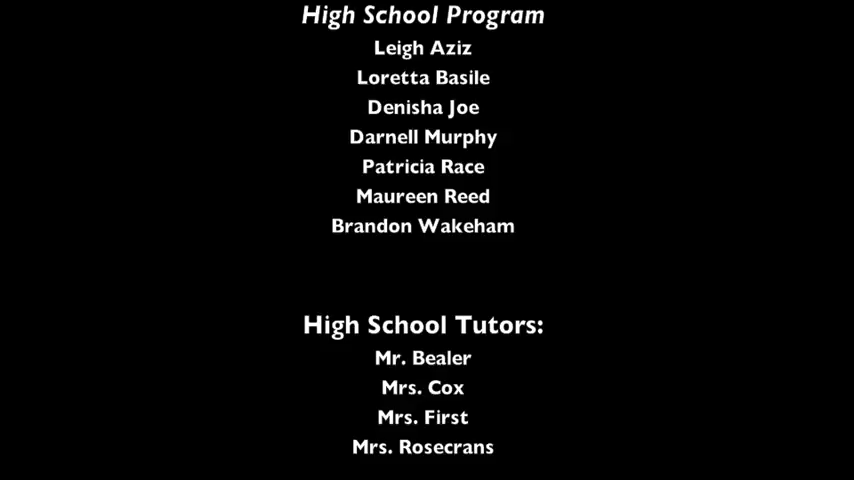 High School Program
Leigh Aziz
Loretta Basile
Denisha Joe
Darnell Murphy
Patricia Race
Maureen Reed
Brandon Wakeham
High School Tutors:
Mr. Bealer
Mrs. Cox
Mrs. First
Mrs. Rosecrans